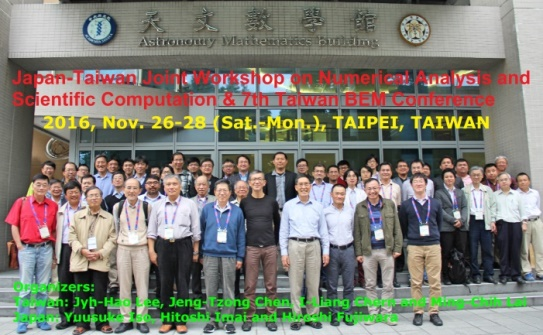 天文數學館
Astronomy Mathematics Building
Japan-Taiwan Joint Workshop on Numerical Analysis and
Scientific Computation & 7th Taiwan BEM Conference
2016, Nov. 26-28 (Sat.-Mon.), TAIPEI, TAIWAN
Organizers:
Taiwan: Jyh-Hao Lee, Jeng-Tzong Chen, I-Liang Chern and Ming-Chih Lai
Japan: Yuusuke Iso, Hitoshi Imai and Hiroshi Fujiwara